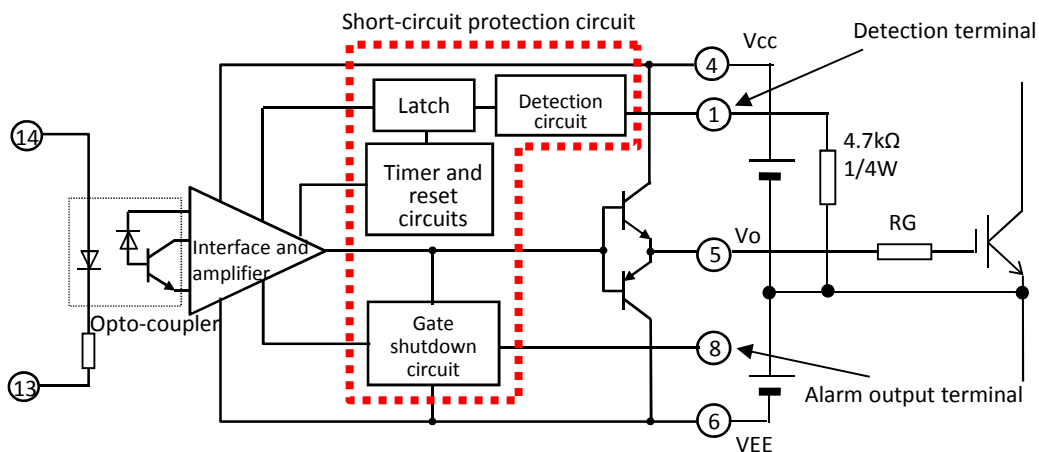 Short-circuit protection circuit
Detection terminal
Vcc
4
Latch
Detection
circuit
1
14
4.7kΩ
1/4W
Timer and
reset
circuits
Interface and
amplifier
5
Vo
RG
Opto-coupler
Gate
shutdown
circuit
8
13
Alarm output terminal
6
VEE